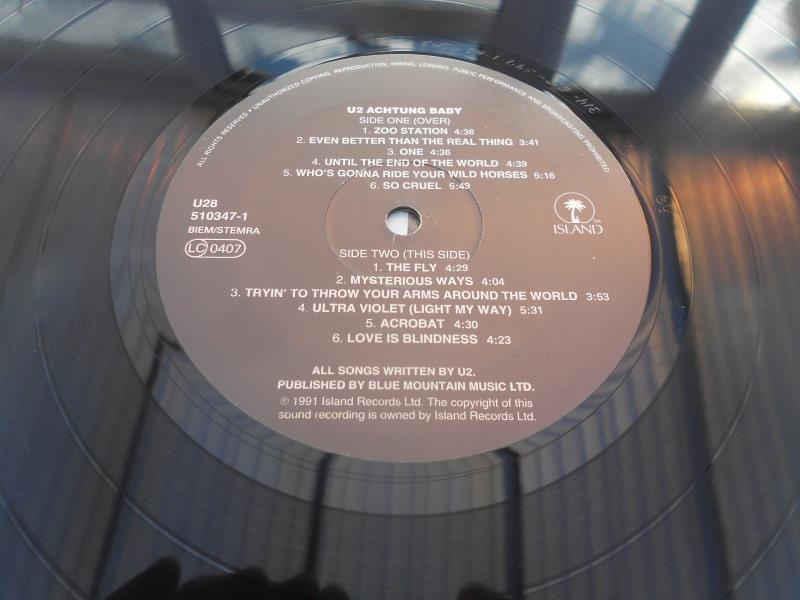 ALL RIGHTS RESERVED • UNAUTHORIZED COPYING, REPRODUCTION, HIRING, LENDING, PUBLIC PERFORMANCE AND BROADCASTING PROHIBITED.
U2 ACHTUNG BABY
SIDE ONE (OVER)
1. ZOO STATION 4:36
2. EVEN BETTER THAN THE REAL THING 3:41
3. ONE 4:36
4. UNTIL THE END OF THE WORLD 4:39
5. WHO'S GONNA RIDE YOUR WILD HORSES 5:16
6. SO CRUEL 5:49
U28
510347-1
BIEM/STEMRA
LC 0407
ISLAND™
SIDE TWO (THIS SIDE)
1. THE FLY 4:29
2. MYSTERIOUS WAYS 4:04
3. TRYIN' TO THROW YOUR ARMS AROUND THE WORLD 3:53
4. ULTRA VIOLET (LIGHT MY WAY) 5:31
5. ACROBAT 4:30
6. LOVE IS BLINDNESS 4:23
ALL SONGS WRITTEN BY U2.
PUBLISHED BY BLUE MOUNTAIN MUSIC LTD.
℗ 1991 Island Records Ltd. The copyright of this
sound recording is owned by Island Records Ltd.